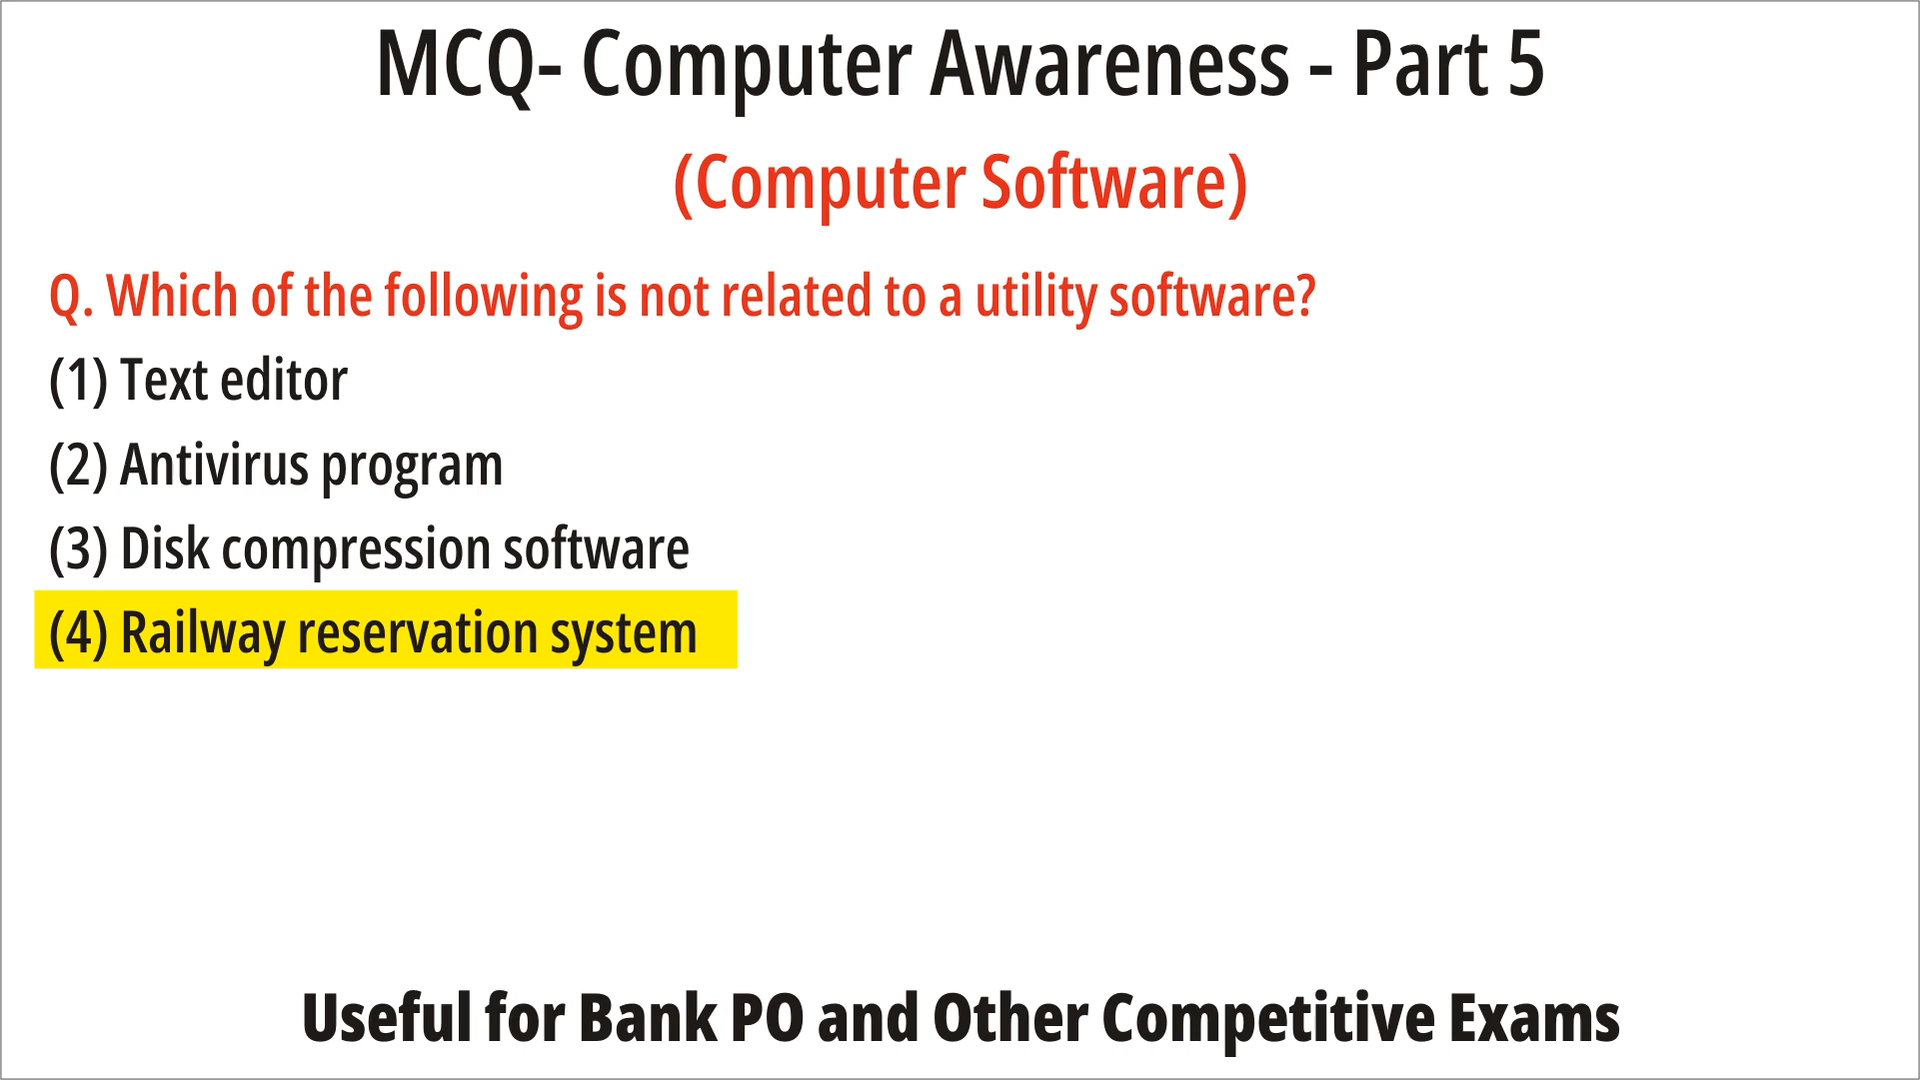 MCQ- Computer Awareness - Part 5
(Computer Software)
Q. Which of the following is not related to a utility software?
(1) Text editor
(2) Antivirus program
(3) Disk compression software
(4) Railway reservation system
Useful for Bank PO and Other Competitive Exams